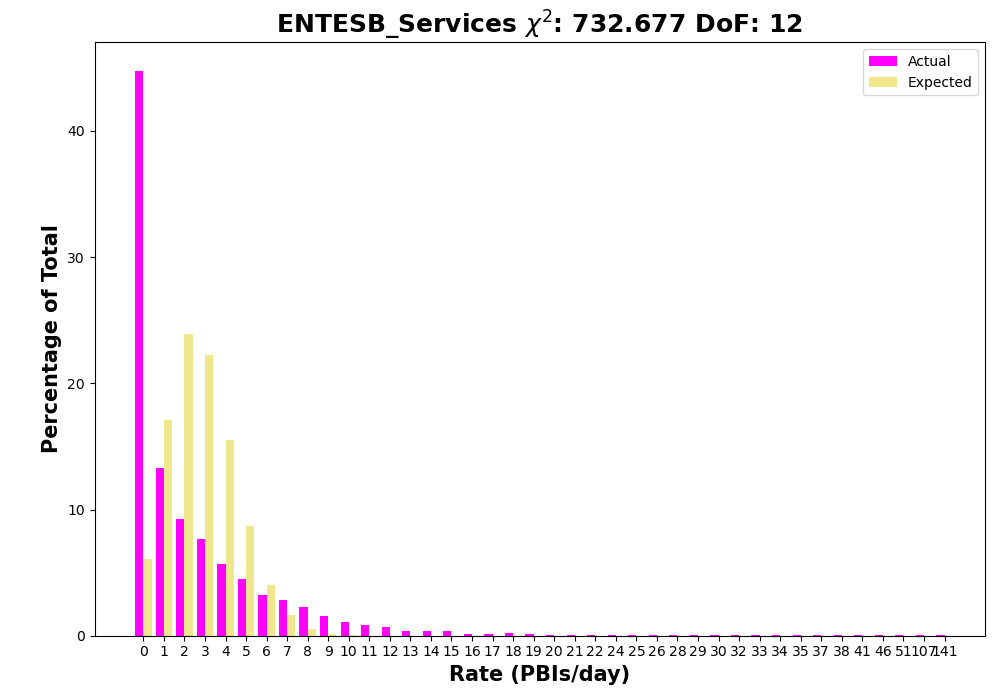 ENTESB_Services χ²: 732.677 DoF: 12
Actual
Expected
Percentage of Total
40
30
20
10
0
0 1 2 3 4 5 6 7 8 9 10 11 12 13 14 15 16 17 18 19 20 21 22 24 25 26 28 29 30 32 33 34 35 37 38 41 46 51 107 141
Rate (PBIs/day)